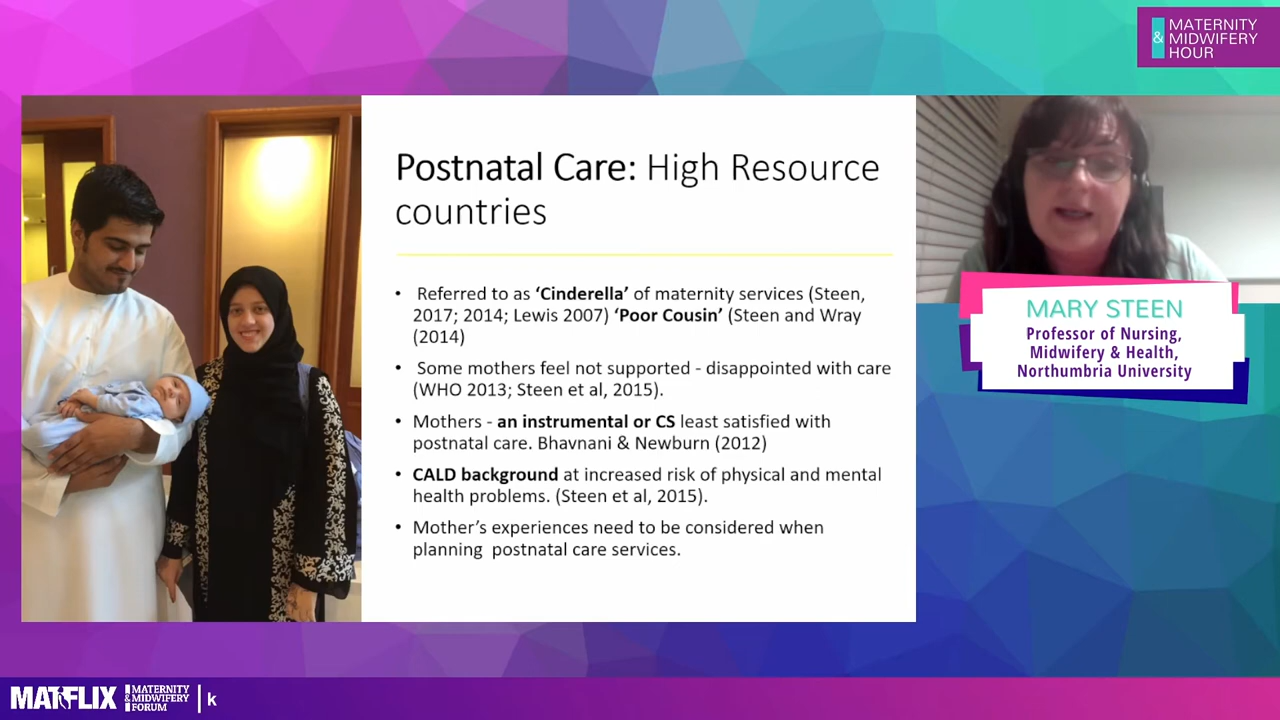 MATERNITY
& MIDWIFERY
HOUR
Postnatal Care: High Resource
countries
• Referred to as ‘Cinderella’ of maternity services (Steen,
2017; 2014; Lewis 2007) ‘Poor Cousin’ (Steen and Wray
(2014)
• Some mothers feel not supported - disappointed with care
(WHO 2013; Steen et al, 2015).
• Mothers - an instrumental or CS least satisfied with
postnatal care. Bhavnani & Newburn (2012)
• CALD background at increased risk of physical and mental
health problems. (Steen et al, 2015).
• Mother’s experiences need to be considered when
planning postnatal care services.
MARY STEEN
Professor of Nursing,
Midwifery & Health,
Northumbria University
MATFLIX
MATERNITY
& MIDWIFERY
FORUM
k